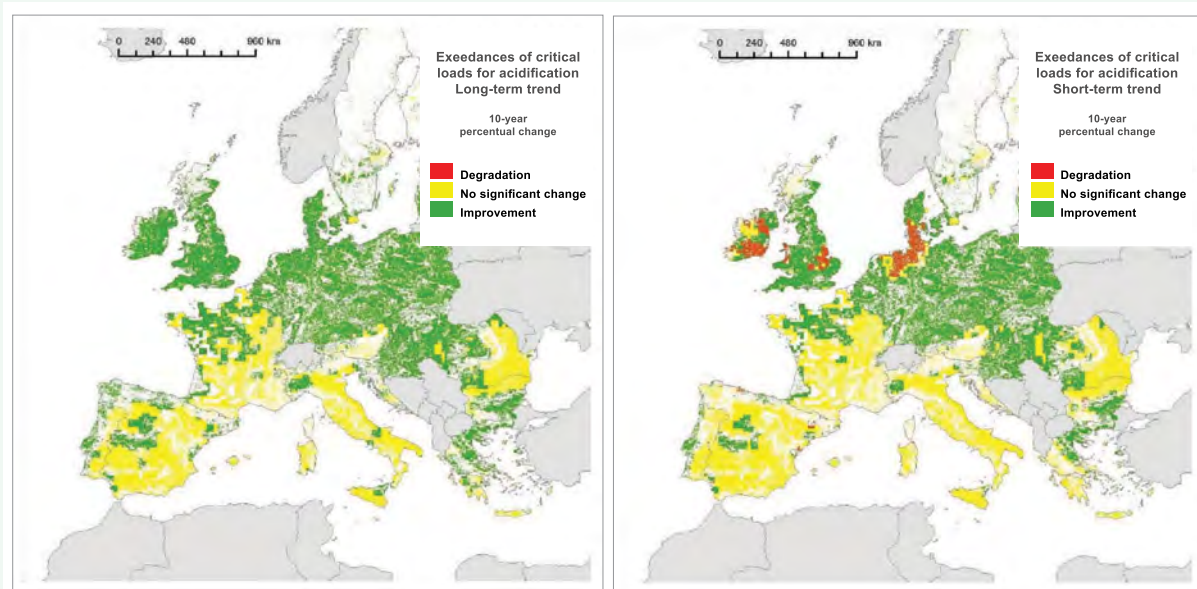 0 240 480 960 km
Exeedances of critical
loads for acidification
Long-term trend
10-year
percentual change
Degradation
No significant change
Improvement
0 240 480 960 km
Exeedances of critical
loads for acidification
Short-term trend
10-year
percentual change
Degradation
No significant change
Improvement